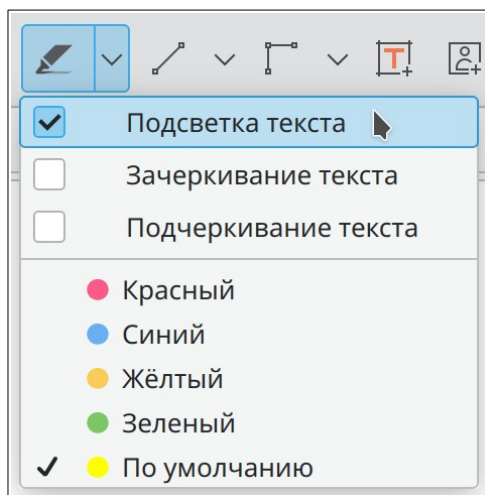 Подсветка текста
Зачеркивание текста
Подчеркивание текста
Красный
Синий
Жёлтый
Зеленый
По умолчанию